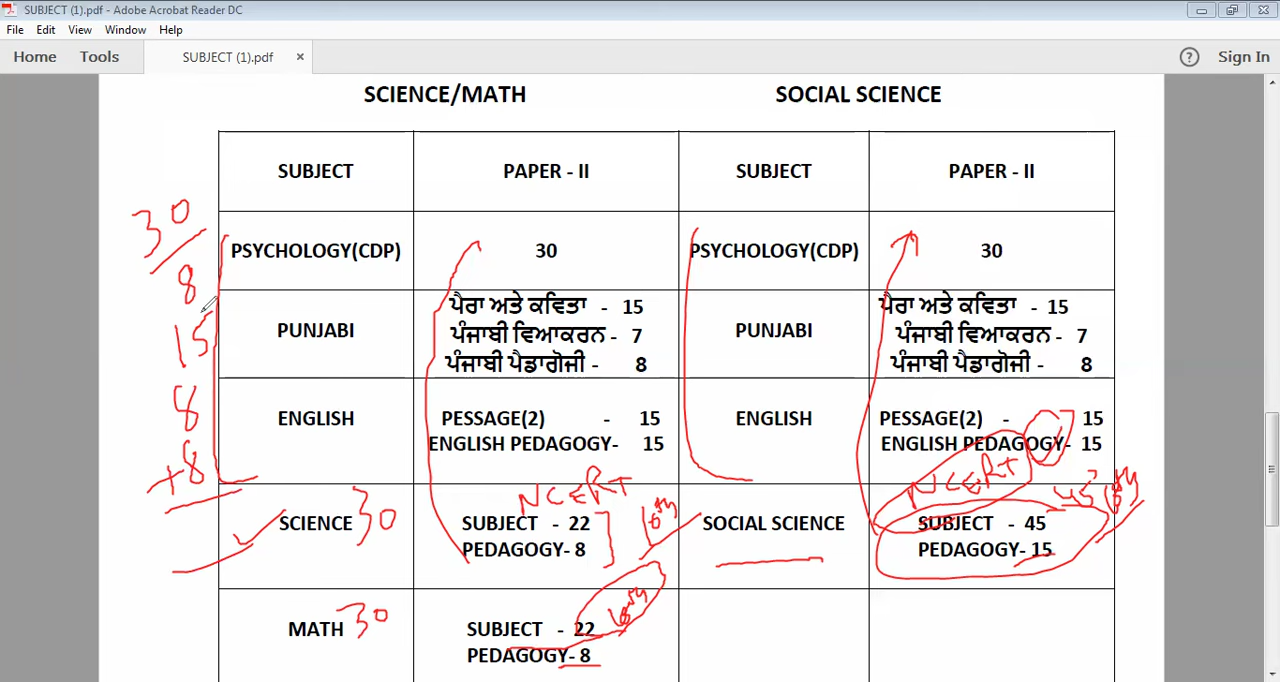 SUBJECT (1).pdf - Adobe Acrobat Reader DC
File Edit View Window Help
Home Tools SUBJECT (1).pdf × ? Sign In
SCIENCE/MATH SOCIAL SCIENCE
SUBJECT PAPER - II SUBJECT PAPER - II
30
PSYCHOLOGY(CDP) 30 PSYCHOLOGY(CDP) 30
8
ਪੈਰਾ ਅਤੇ ਕਵਿਤਾ - 15 ਪੈਰਾ ਅਤੇ ਕਵਿਤਾ - 15
15 PUNJABI ਪੰਜਾਬੀ ਵਿਆਕਰਨ - 7 PUNJABI ਪੰਜਾਬੀ ਵਿਆਕਰਨ - 7
ਪੰਜਾਬੀ ਪੈਡਾਗੋਜੀ - 8 ਪੰਜਾਬੀ ਪੈਡਾਗੋਜੀ - 8
8 ENGLISH PESSAGE(2) - 15 ENGLISH PESSAGE(2) - 15
ENGLISH PEDAGOGY- 15 ENGLISH PEDAGOGY- 15
+8
NCERT NCERT 45
SCIENCE 30 SUBJECT - 22 SOCIAL SCIENCE SUBJECT - 45
PEDAGOGY- 8 PEDAGOGY- 15
MATH 30 SUBJECT - 22
PEDAGOGY- 8